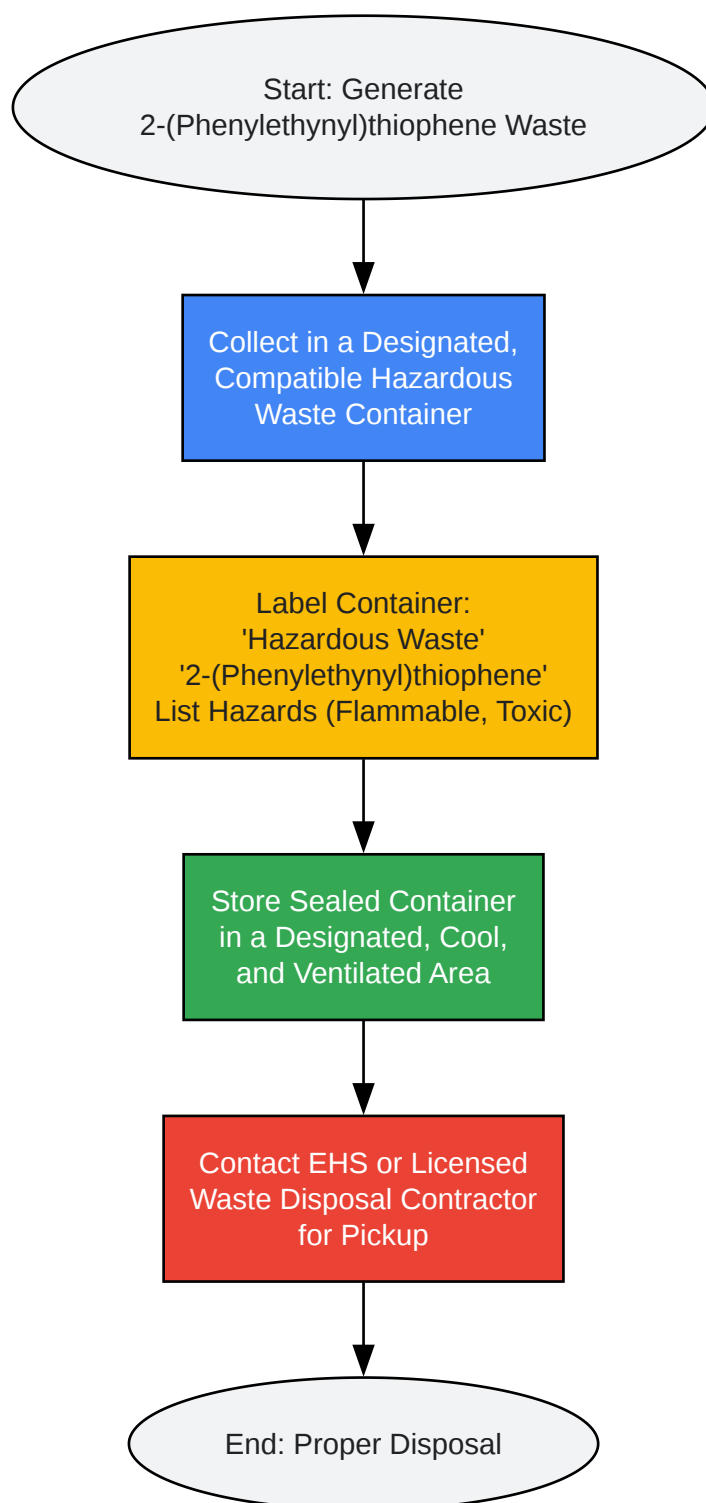 Start: Generate
2-(Phenylethynyl)thiophene Waste
Collect in a Designated,
Compatible Hazardous
Waste Container
Label Container:
'Hazardous Waste'
'2-(Phenylethynyl)thiophene'
List Hazards (Flammable, Toxic)
Store Sealed Container
in a Designated, Cool,
and Ventilated Area
Contact EHS or Licensed
Waste Disposal Contractor
for Pickup
End: Proper Disposal